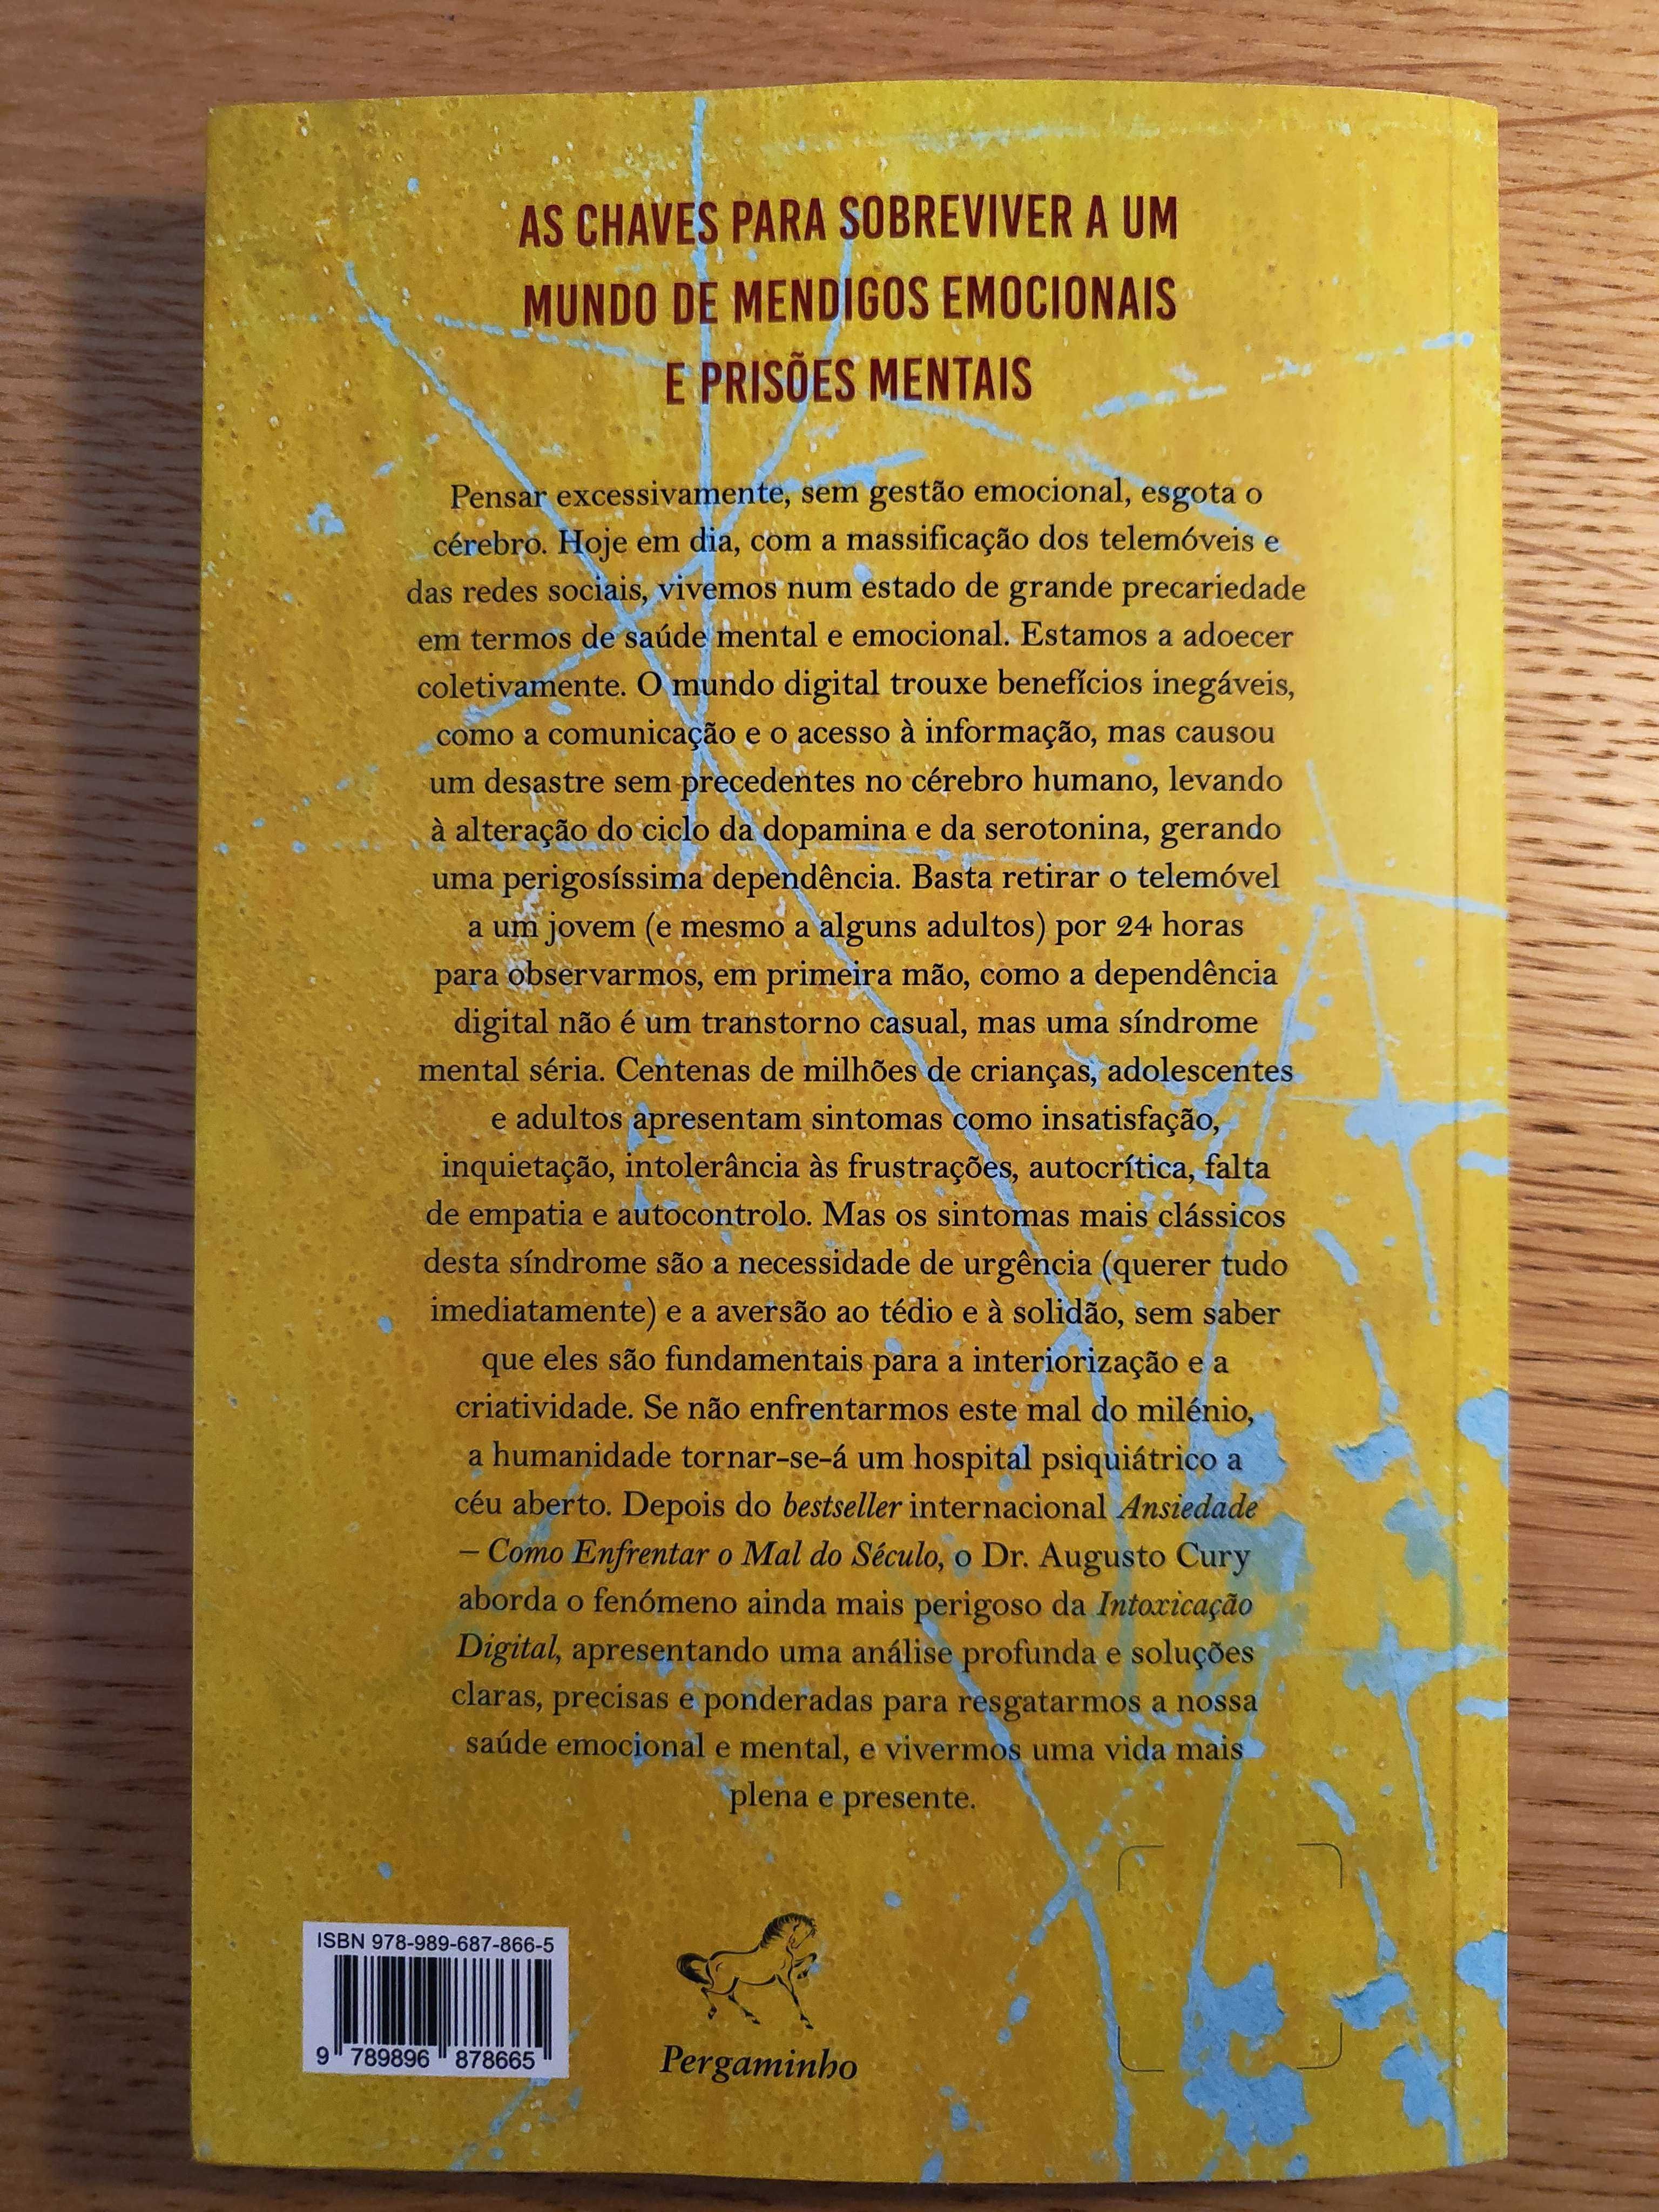 AS CHAVES PARA SOBREVIVER A UM
MUNDO DE MENDIGOS EMOCIONAIS
E PRISÕES MENTAIS
Pensar excessivamente, sem gestão emocional, esgota o
cérebro. Hoje em dia, com a massificação dos telemóveis e
das redes sociais, vivemos num estado de grande precariedade
em termos de saúde mental e emocional. Estamos a adoecer
coletivamente. O mundo digital trouxe benefícios inegáveis,
como a comunicação e o acesso à informação, mas causou
um desastre sem precedentes no cérebro humano, levando
à alteração do ciclo da dopamina e da serotonina, gerando
uma perigosíssima dependência. Basta retirar o telemóvel
a um jovem (e mesmo a alguns adultos) por 24 horas
para observarmos, em primeira mão, como a dependência
digital não é um transtorno casual, mas uma síndrome
mental séria. Centenas de milhões de crianças, adolescentes
e adultos apresentam sintomas como insatisfação,
inquietação, intolerância às frustrações, autocrítica, falta
de empatia e autocontrolo. Mas os sintomas mais clássicos
desta síndrome são a necessidade de urgência (querer tudo
imediatamente) e a aversão ao tédio e à solidão, sem saber
que eles são fundamentais para a interiorização e a
criatividade. Se não enfrentarmos este mal do milénio,
a humanidade tornar-se-á um hospital psiquiátrico a
céu aberto. Depois do bestseller internacional Ansiedade
– Como Enfrentar o Mal do Século, o Dr. Augusto Cury
aborda o fenómeno ainda mais perigoso da Intoxicação
Digital, apresentando uma análise profunda e soluções
claras, precisas e ponderadas para resgatarmos a nossa
saúde emocional e mental, e vivermos uma vida mais
plena e presente.
ISBN 978-989-687-866-5
9 789896 878665
Pergaminho